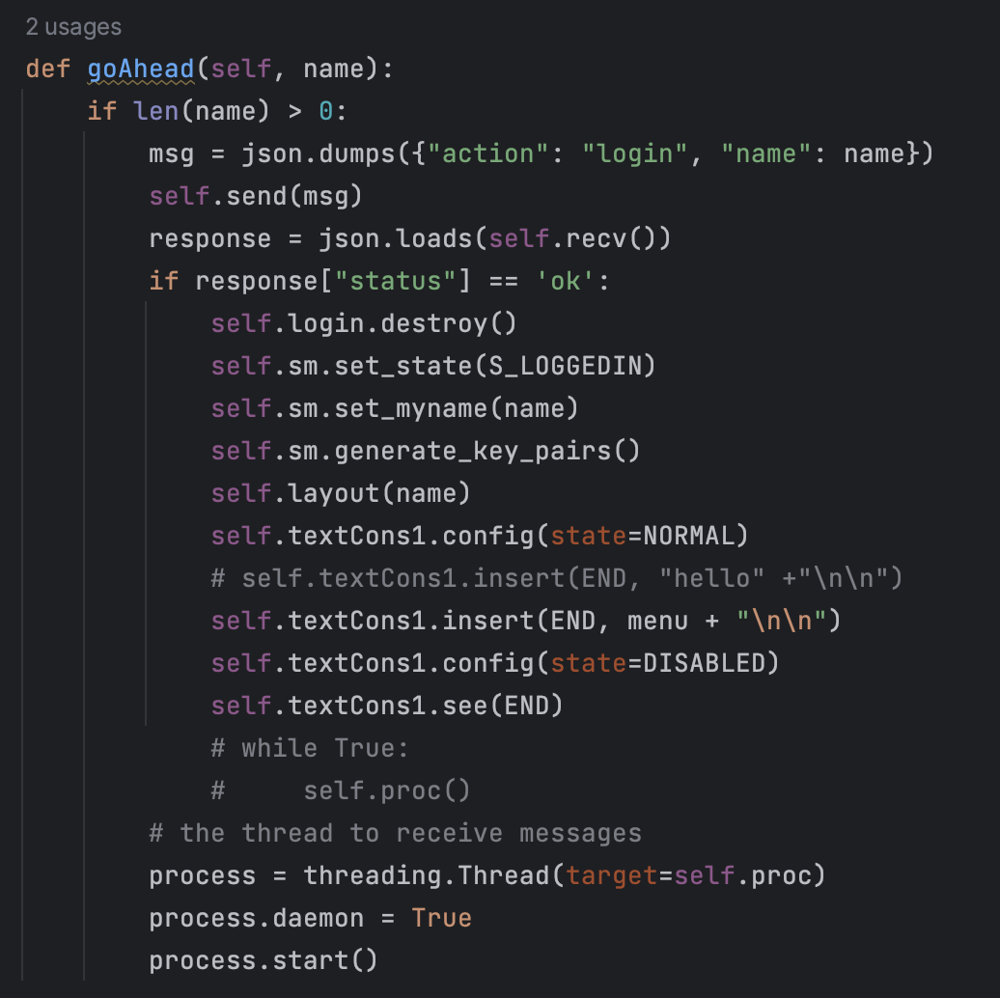 2 usages
def goAhead(self, name):
    if len(name) > 0:
        msg = json.dumps({"action": "login", "name": name})
        self.send(msg)
        response = json.loads(self.recv())
        if response["status"] == 'ok':
            self.login.destroy()
            self.sm.set_state(S_LOGGEDIN)
            self.sm.set_myname(name)
            self.sm.generate_key_pairs()
            self.layout(name)
            self.textCons1.config(state=NORMAL)
            # self.textCons1.insert(END, "hello" +"\n\n")
            self.textCons1.insert(END, menu + "\n\n")
            self.textCons1.config(state=DISABLED)
            self.textCons1.see(END)
            # while True:
            #     self.proc()
        # the thread to receive messages
        process = threading.Thread(target=self.proc)
        process.daemon = True
        process.start()